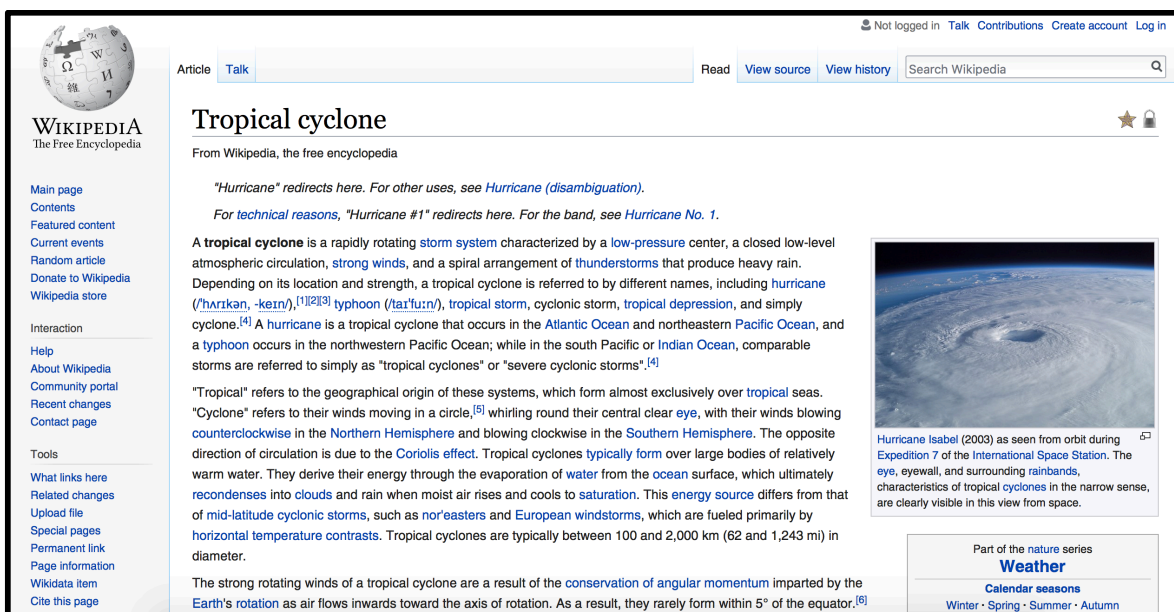 Not logged in Talk Contributions Create account Log in
Article Talk Read View source View history Search Wikipedia
WIKIPEDIA
The Free Encyclopedia
Main page
Contents
Featured content
Current events
Random article
Donate to Wikipedia
Wikipedia store
Interaction
Help
About Wikipedia
Community portal
Recent changes
Contact page
Tools
What links here
Related changes
Upload file
Special pages
Permanent link
Page information
Wikidata item
Cite this page
Tropical cyclone
From Wikipedia, the free encyclopedia
"Hurricane" redirects here. For other uses, see Hurricane (disambiguation).
For technical reasons, "Hurricane #1" redirects here. For the band, see Hurricane No. 1.
A tropical cyclone is a rapidly rotating storm system characterized by a low-pressure center, a closed low-level
atmospheric circulation, strong winds, and a spiral arrangement of thunderstorms that produce heavy rain.
Depending on its location and strength, a tropical cyclone is referred to by different names, including hurricane
(/ˈhʌrɪkən, -keɪn/),[1][2][3] typhoon (/taɪˈfuːn/), tropical storm, cyclonic storm, tropical depression, and simply
cyclone.[4] A hurricane is a tropical cyclone that occurs in the Atlantic Ocean and northeastern Pacific Ocean, and
a typhoon occurs in the northwestern Pacific Ocean; while in the south Pacific or Indian Ocean, comparable
storms are referred to simply as "tropical cyclones" or "severe cyclonic storms".[4]
"Tropical" refers to the geographical origin of these systems, which form almost exclusively over tropical seas.
"Cyclone" refers to their winds moving in a circle,[5] whirling round their central clear eye, with their winds blowing
counterclockwise in the Northern Hemisphere and blowing clockwise in the Southern Hemisphere. The opposite
direction of circulation is due to the Coriolis effect. Tropical cyclones typically form over large bodies of relatively
warm water. They derive their energy through the evaporation of water from the ocean surface, which ultimately
recondenses into clouds and rain when moist air rises and cools to saturation. This energy source differs from that
of mid-latitude cyclonic storms, such as nor'easters and European windstorms, which are fueled primarily by
horizontal temperature contrasts. Tropical cyclones are typically between 100 and 2,000 km (62 and 1,243 mi) in
diameter.
The strong rotating winds of a tropical cyclone are a result of the conservation of angular momentum imparted by the
Earth's rotation as air flows inwards toward the axis of rotation. As a result, they rarely form within 5° of the equator.[6]
Hurricane Isabel (2003) as seen from orbit during
Expedition 7 of the International Space Station. The
eye, eyewall, and surrounding rainbands,
characteristics of tropical cyclones in the narrow sense,
are clearly visible in this view from space.
Part of the nature series
Weather
Calendar seasons
Winter · Spring · Summer · Autumn